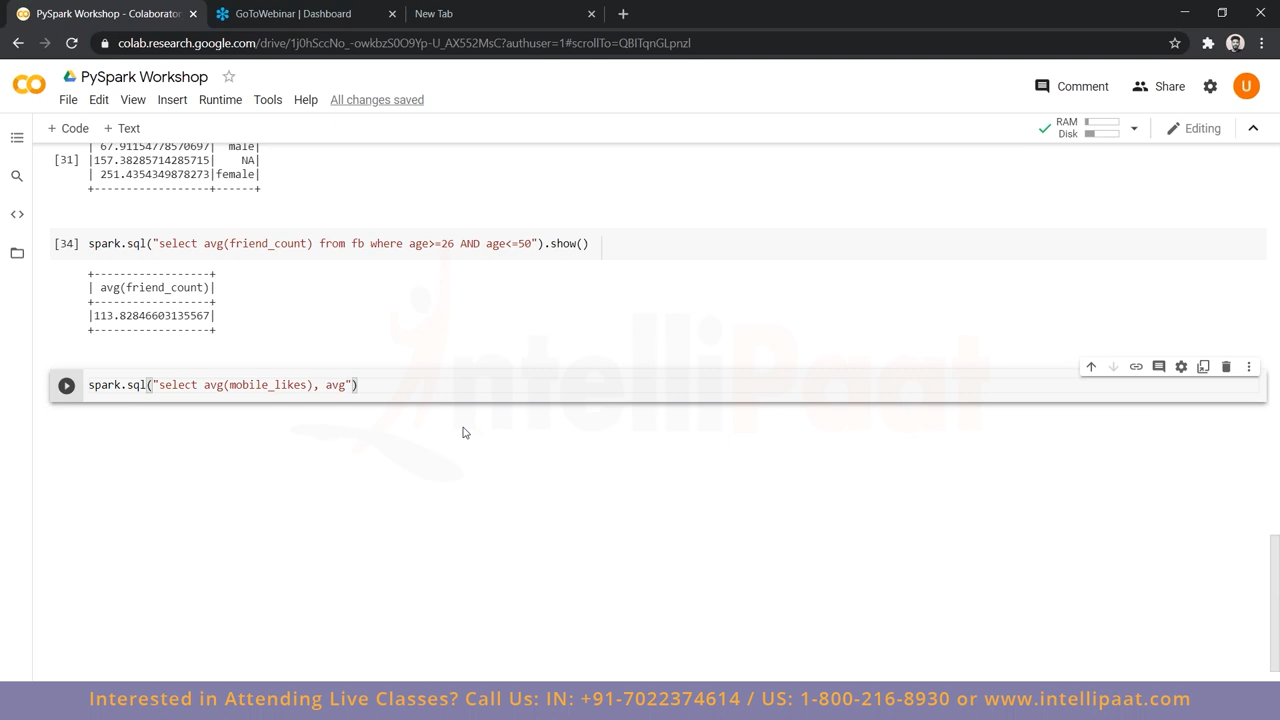 PySpark Workshop - Colaborator
GoToWebinar | Dashboard
New Tab
colab.research.google.com/drive/1j0hSccNo_-owkbzS0O9Yp-U_AX552MsC?authuser=1#scrollTo=QBITqnGLpnzl
PySpark Workshop
File Edit View Insert Runtime Tools Help All changes saved
Comment Share U
+ Code + Text
RAM
Disk
Editing
| 67.91154778570697| male|
[31] |157.38285714285715| NA|
| 251.4354349878273|female|
+------------------+------+
[34] spark.sql("select avg(friend_count) from fb where age>=26 AND age<=50").show()
+------------------+
| avg(friend_count)|
+------------------+
|113.82846603135567|
+------------------+
spark.sql("select avg(mobile_likes), avg")
IntelliPaat
Interested in Attending Live Classes? Call Us: IN: +91-7022374614 / US: 1-800-216-8930 or www.intellipaat.com